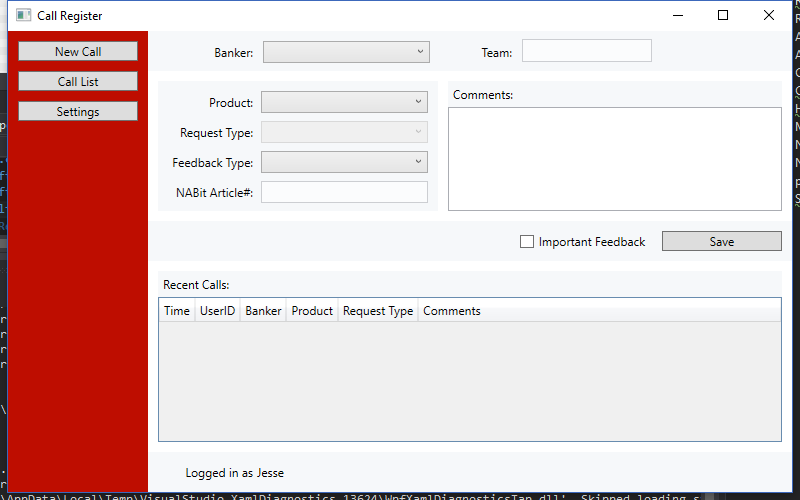 Call Register
New Call
Call List
Settings
Banker:
Team:
Product:
Request Type:
Feedback Type:
NABit Article#:
Comments:
Important Feedback
Save
Recent Calls:
Time UserID Banker Product Request Type Comments
Logged in as Jesse
\AppData\Local\Temp\VisualStudio.XamlDiagnostics.13624\WpfXamlDiagnosticsTap.dll'. Skipped loading s